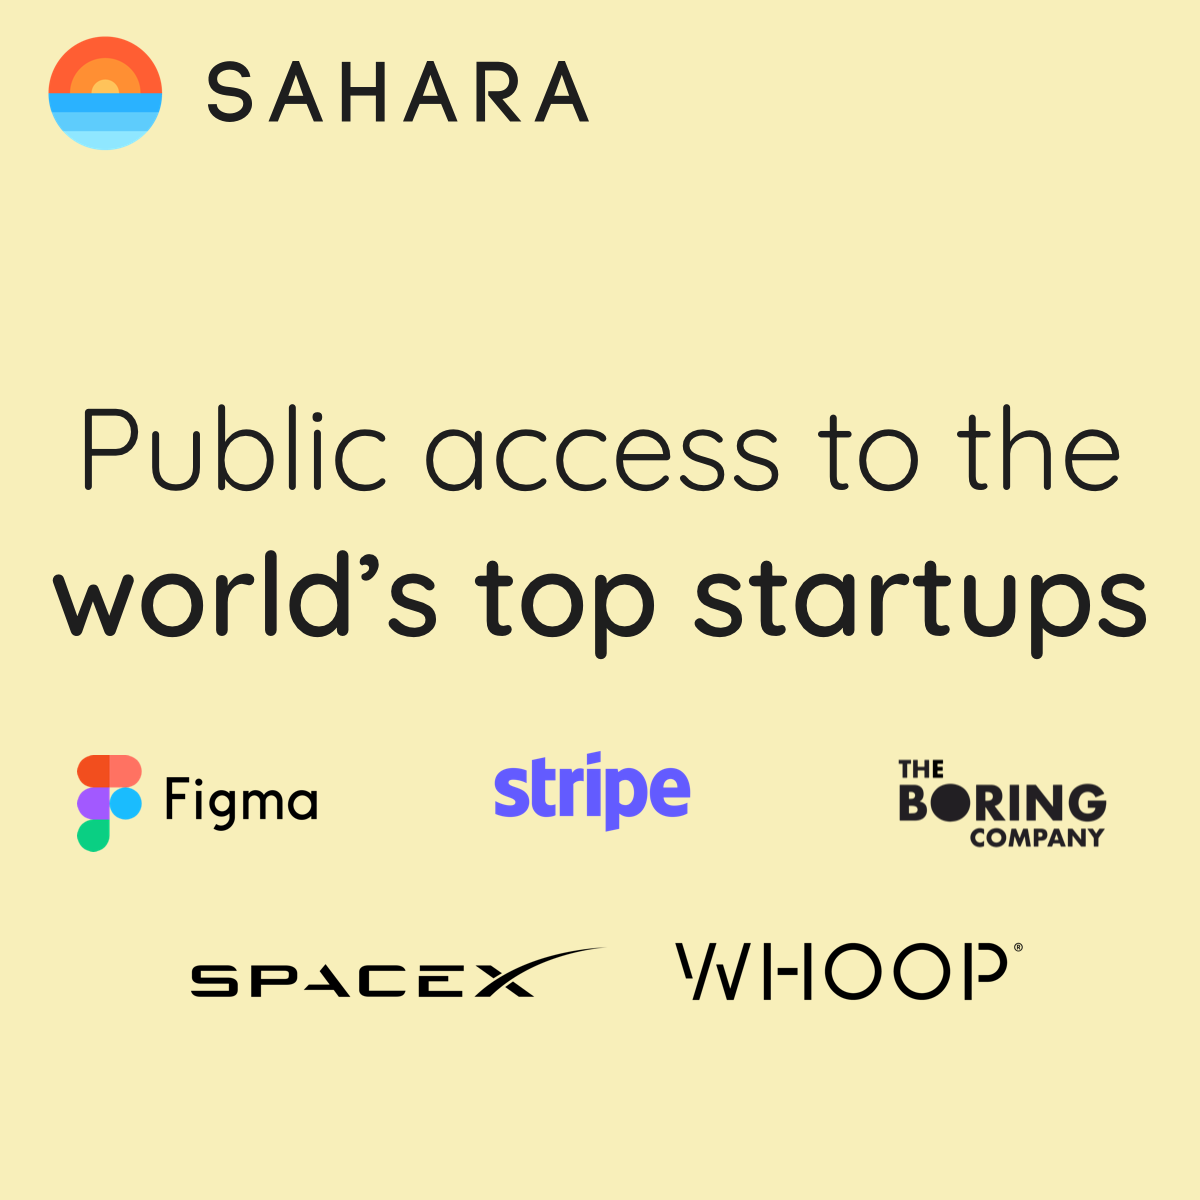 SAHARA
Public access to the
world’s top startups
Figma
stripe
THE
BORING
COMPANY
SPACEX
WHOOP®